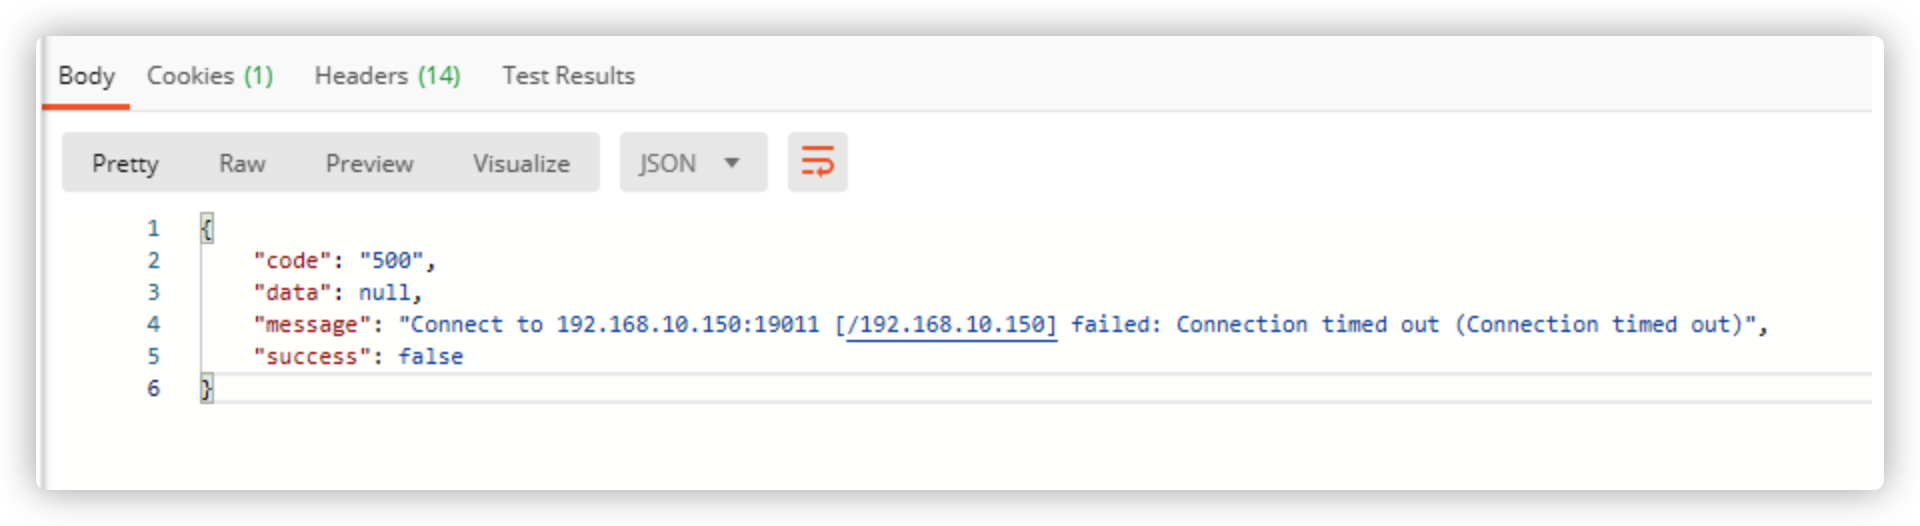 Body Cookies (1) Headers (14) Test Results
Pretty Raw Preview Visualize JSON
1 {
2 "code": "500",
3 "data": null,
4 "message": "Connect to 192.168.10.150:19011 [/192.168.10.150] failed: Connection timed out (Connection timed out)",
5 "success": false
6 }